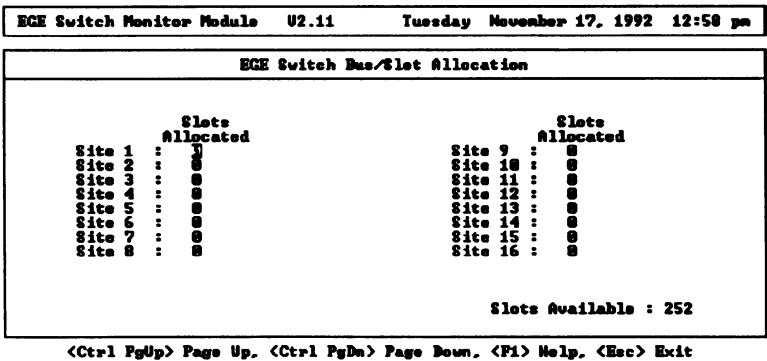 EGE Switch Monitor Module V2.11 Tuesday November 17, 1992 12:50 pm
EGE Switch Bus/Slot Allocation
Slots Allocated
Site 1 :
Site 2 : 0
Site 3 : 0
Site 4 : 0
Site 5 : 0
Site 6 : 0
Site 7 : 0
Site 8 : 0
Slots Allocated
Site 9 : 0
Site 10 : 0
Site 11 : 0
Site 12 : 0
Site 13 : 0
Site 14 : 0
Site 15 : 0
Site 16 : 0
Slots Available : 252
<Ctrl PgUp> Page Up, <Ctrl PgDn> Page Down, <F1> Help, <Esc> Exit